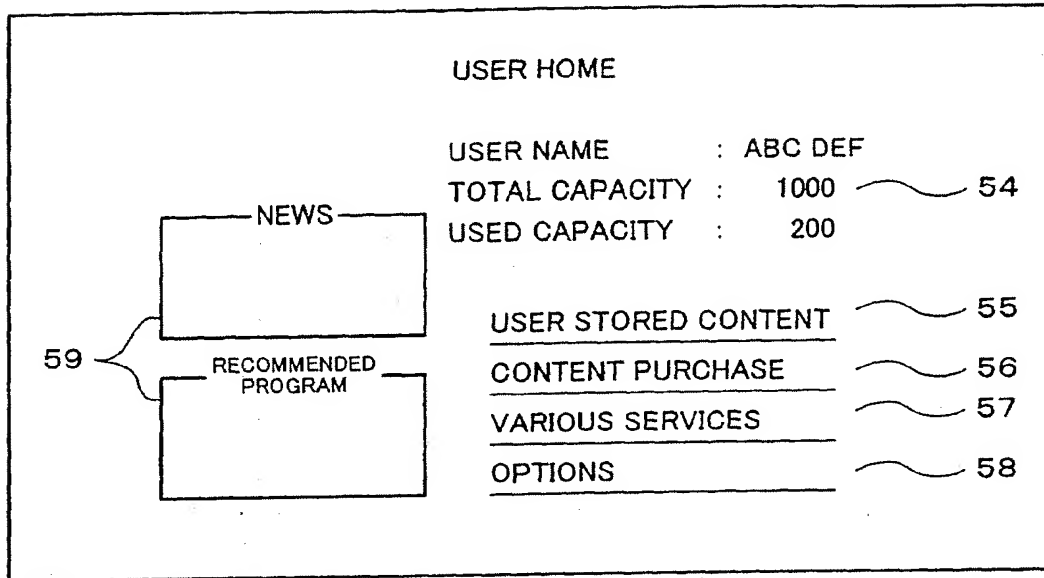 USER HOME
USER NAME : ABC DEF
TOTAL CAPACITY : 1000 54
USED CAPACITY : 200
NEWS
59
RECOMMENDED
PROGRAM
USER STORED CONTENT 55
CONTENT PURCHASE 56
VARIOUS SERVICES 57
OPTIONS 58